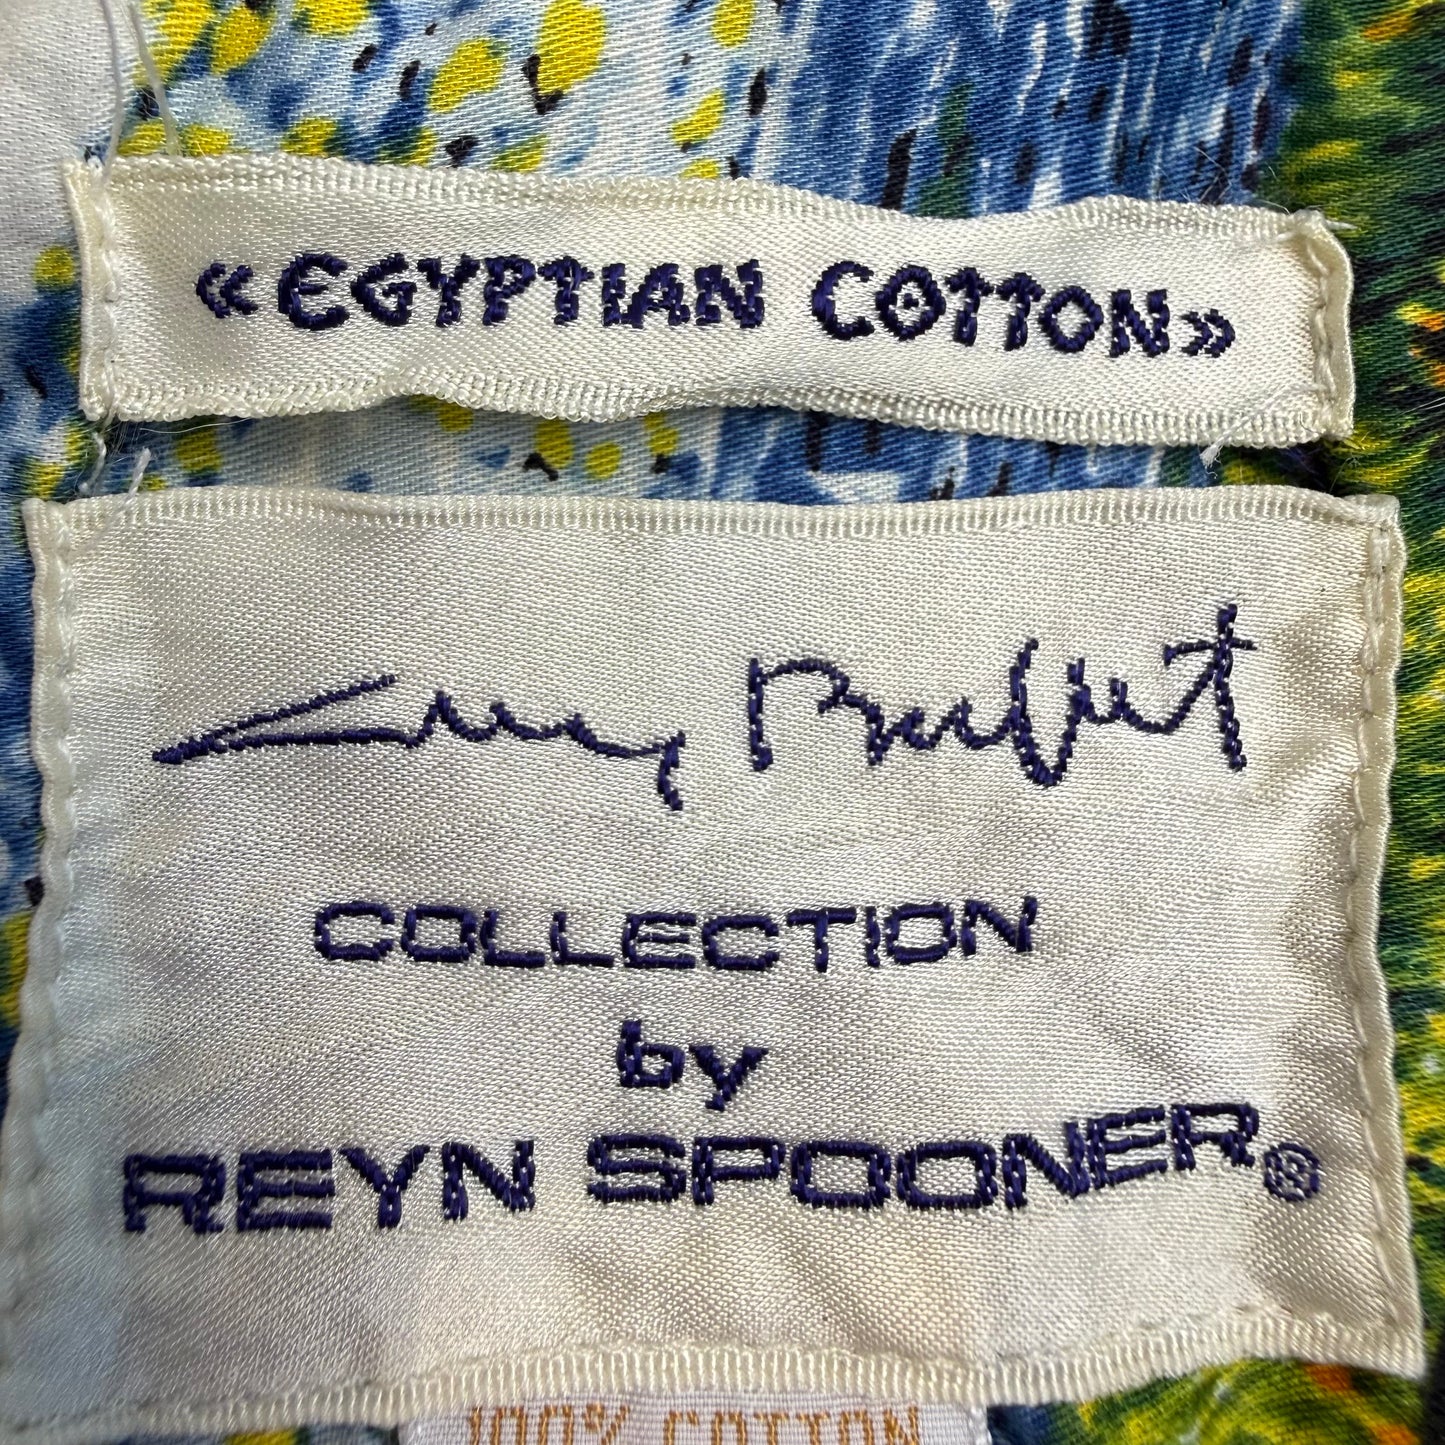 «EGYPTIAN COTTON»
COLLECTION
by
REYN SPOONER®
100% COTTON